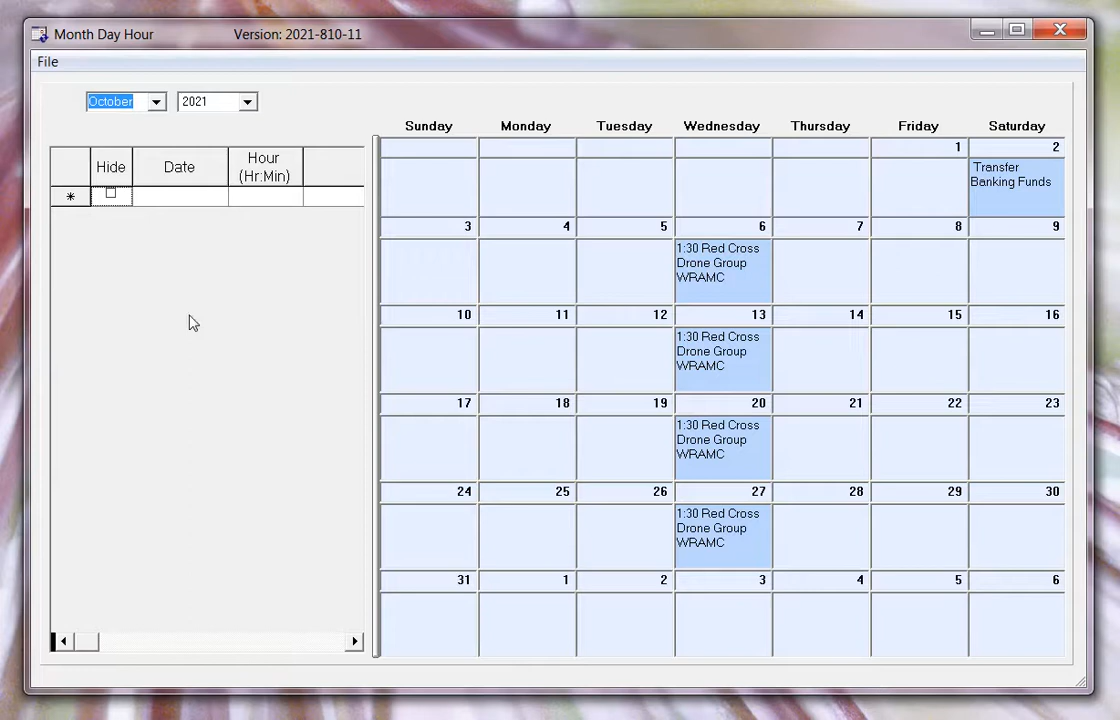 Month Day Hour Version: 2021-810-11
File
October 2021
Sunday Monday Tuesday Wednesday Thursday Friday Saturday
Hide Date Hour
(Hr:Min)
*
1 2
Transfer
Banking Funds
3 4 5 6 7 8 9
1:30 Red Cross
Drone Group
WRAMC
10 11 12 13 14 15 16
1:30 Red Cross
Drone Group
WRAMC
17 18 19 20 21 22 23
1:30 Red Cross
Drone Group
WRAMC
24 25 26 27 28 29 30
1:30 Red Cross
Drone Group
WRAMC
31 1 2 3 4 5 6